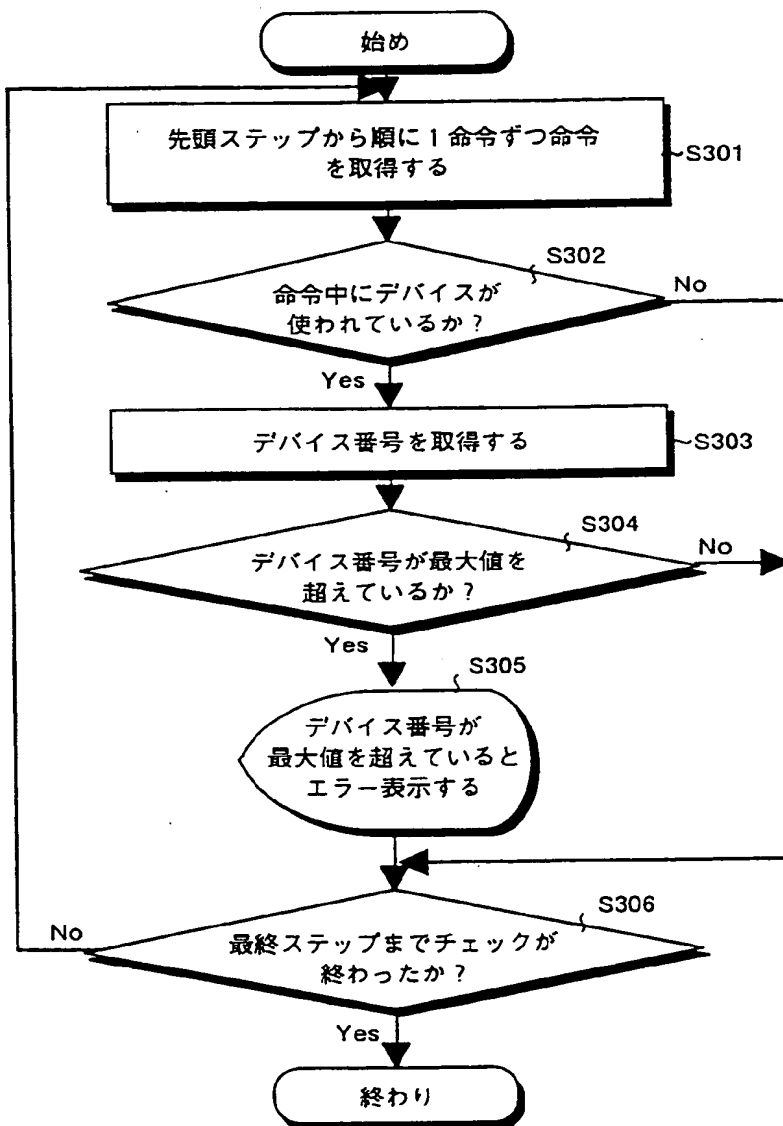 始め
先頭ステップから順に1命令ずつ命令
を取得する
S301
S302
命令中にデバイスが
使われているか?
No
Yes
デバイス番号を取得する
S303
S304
デバイス番号が最大値を
超えているか?
No
Yes
S305
デバイス番号が
最大値を超えていると
エラー表示する
S306
最終ステップまでチェックが
終わったか?
No
Yes
終わり